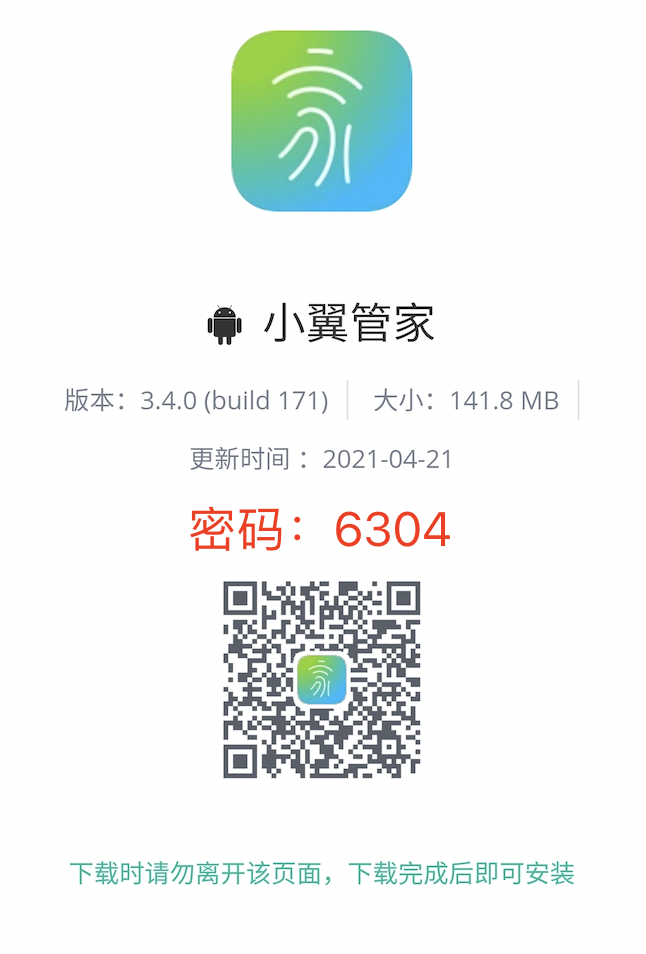 小翼管家
版本：3.4.0 (build 171)
大小：141.8 MB
更新时间 ：2021-04-21
密码：6304
下载时请勿离开该页面，下载完成后即可安装